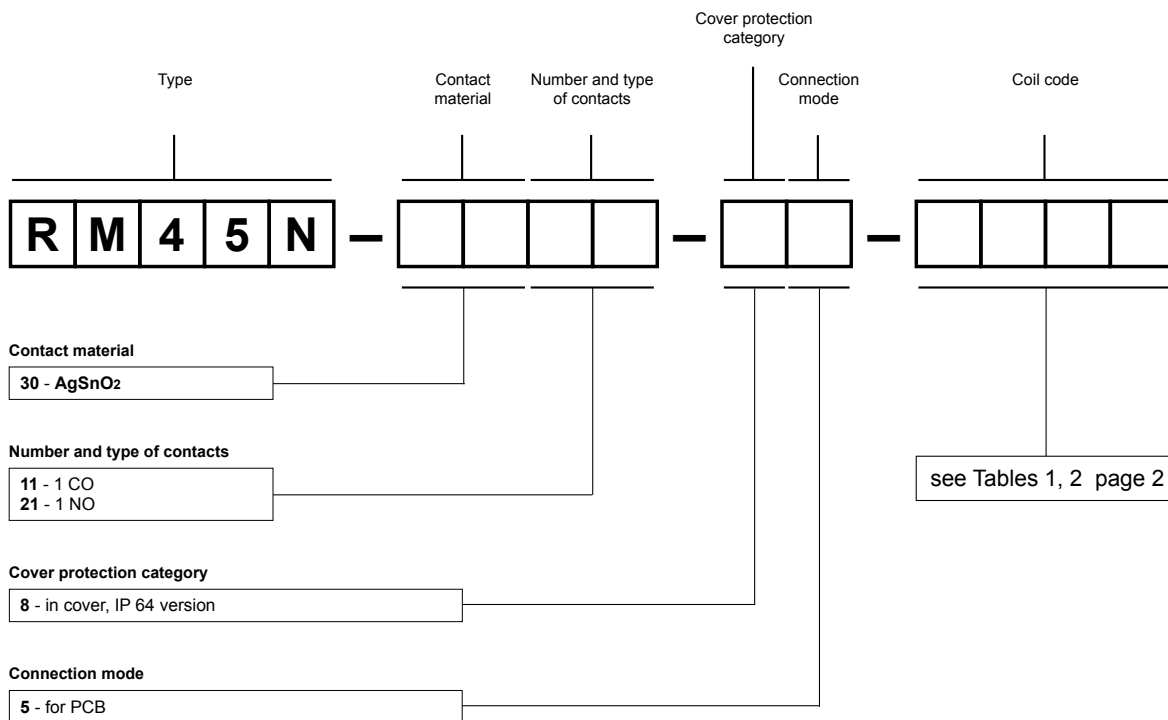 Cover protection
category
Type
Contact
material
Number and type
of contacts
Connection
mode
Coil code
R M 4 5 N – –  –
Contact material
30 - AgSnO2
Number and type of contacts
11 - 1 CO
21 - 1 NO
see Tables 1, 2 page 2
Cover protection category
8 - in cover, IP 64 version
Connection mode
5 - for PCB